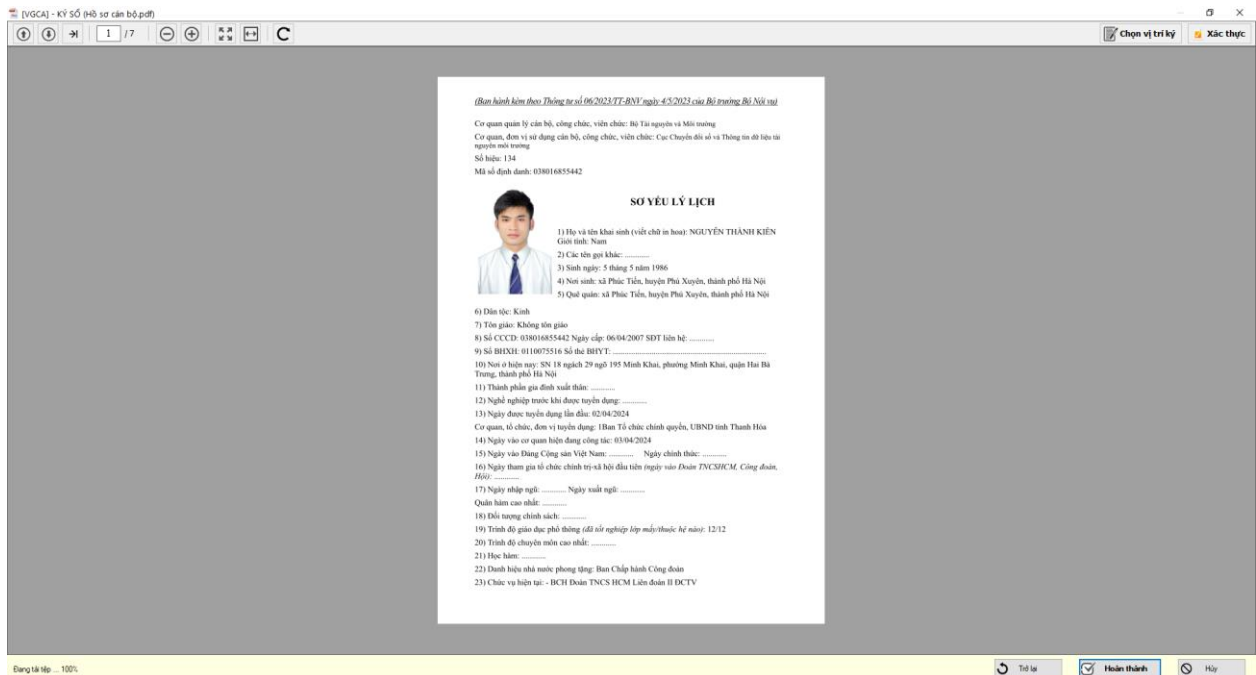 [VGCA] - KÝ SỐ (Hồ sơ cán bộ.pdf)
1 /7
Chọn vị trí ký
Xác thực
(Ban hành kèm theo Thông tư số 06/2023/TT-BNV ngày 4/5/2023 của Bộ trưởng Bộ Nội vụ)
Cơ quan quản lý cán bộ, công chức, viên chức: Bộ Tài nguyên và Môi trường
Cơ quan, đơn vị sử dụng cán bộ, công chức, viên chức: Cục Chuyển đổi số và Thông tin dữ liệu tài
nguyên môi trường
Số hiệu: 134
Mã số định danh: 038016855442
SƠ YẾU LÝ LỊCH
1) Họ và tên khai sinh (viết chữ in hoa): NGUYỄN THÀNH KIÊN
Giới tính: Nam
2) Các tên gọi khác: ............
3) Sinh ngày: 5 tháng 5 năm 1986
4) Nơi sinh: xã Phúc Tiến, huyện Phú Xuyên, thành phố Hà Nội
5) Quê quán: xã Phúc Tiến, huyện Phú Xuyên, thành phố Hà Nội
6) Dân tộc: Kinh
7) Tôn giáo: Không tôn giáo
8) Số CCCD: 038016855442 Ngày cấp: 06/04/2007 SĐT liên hệ: ............
9) Số BHXH: 0110075516 Số thẻ BHYT: ............
10) Nơi ở hiện nay: SN 18 ngách 29 ngõ 195 Minh Khai, phường Minh Khai, quận Hai Bà
Trưng, thành phố Hà Nội
11) Thành phần gia đình xuất thân: ............
12) Nghề nghiệp trước khi được tuyển dụng: ............
13) Ngày được tuyển dụng lần đầu: 02/04/2024
Cơ quan, tổ chức, đơn vị tuyển dụng: 1Ban Tổ chức chính quyền, UBND tỉnh Thanh Hóa
14) Ngày vào cơ quan hiện đang công tác: 03/04/2024
15) Ngày vào Đảng Cộng sản Việt Nam: ............ Ngày chính thức: ............
16) Ngày tham gia tổ chức chính trị-xã hội đầu tiên (ngày vào Đoàn TNCSHCM, Công đoàn,
Hội): ............
17) Ngày nhập ngũ: ............ Ngày xuất ngũ: ............
Quân hàm cao nhất: ............
18) Đối tượng chính sách: ............
19) Trình độ giáo dục phổ thông (đã tốt nghiệp lớp mấy/thuộc hệ nào): 12/12
20) Trình độ chuyên môn cao nhất: ............
21) Học hàm: ............
22) Danh hiệu nhà nước phong tặng: Ban Chấp hành Công đoàn
23) Chức vụ hiện tại: - BCH Đoàn TNCS HCM Liên đoàn II ĐCTV
Đang tải tệp ... 100%
Trở lại
Hoàn thành
Hủy